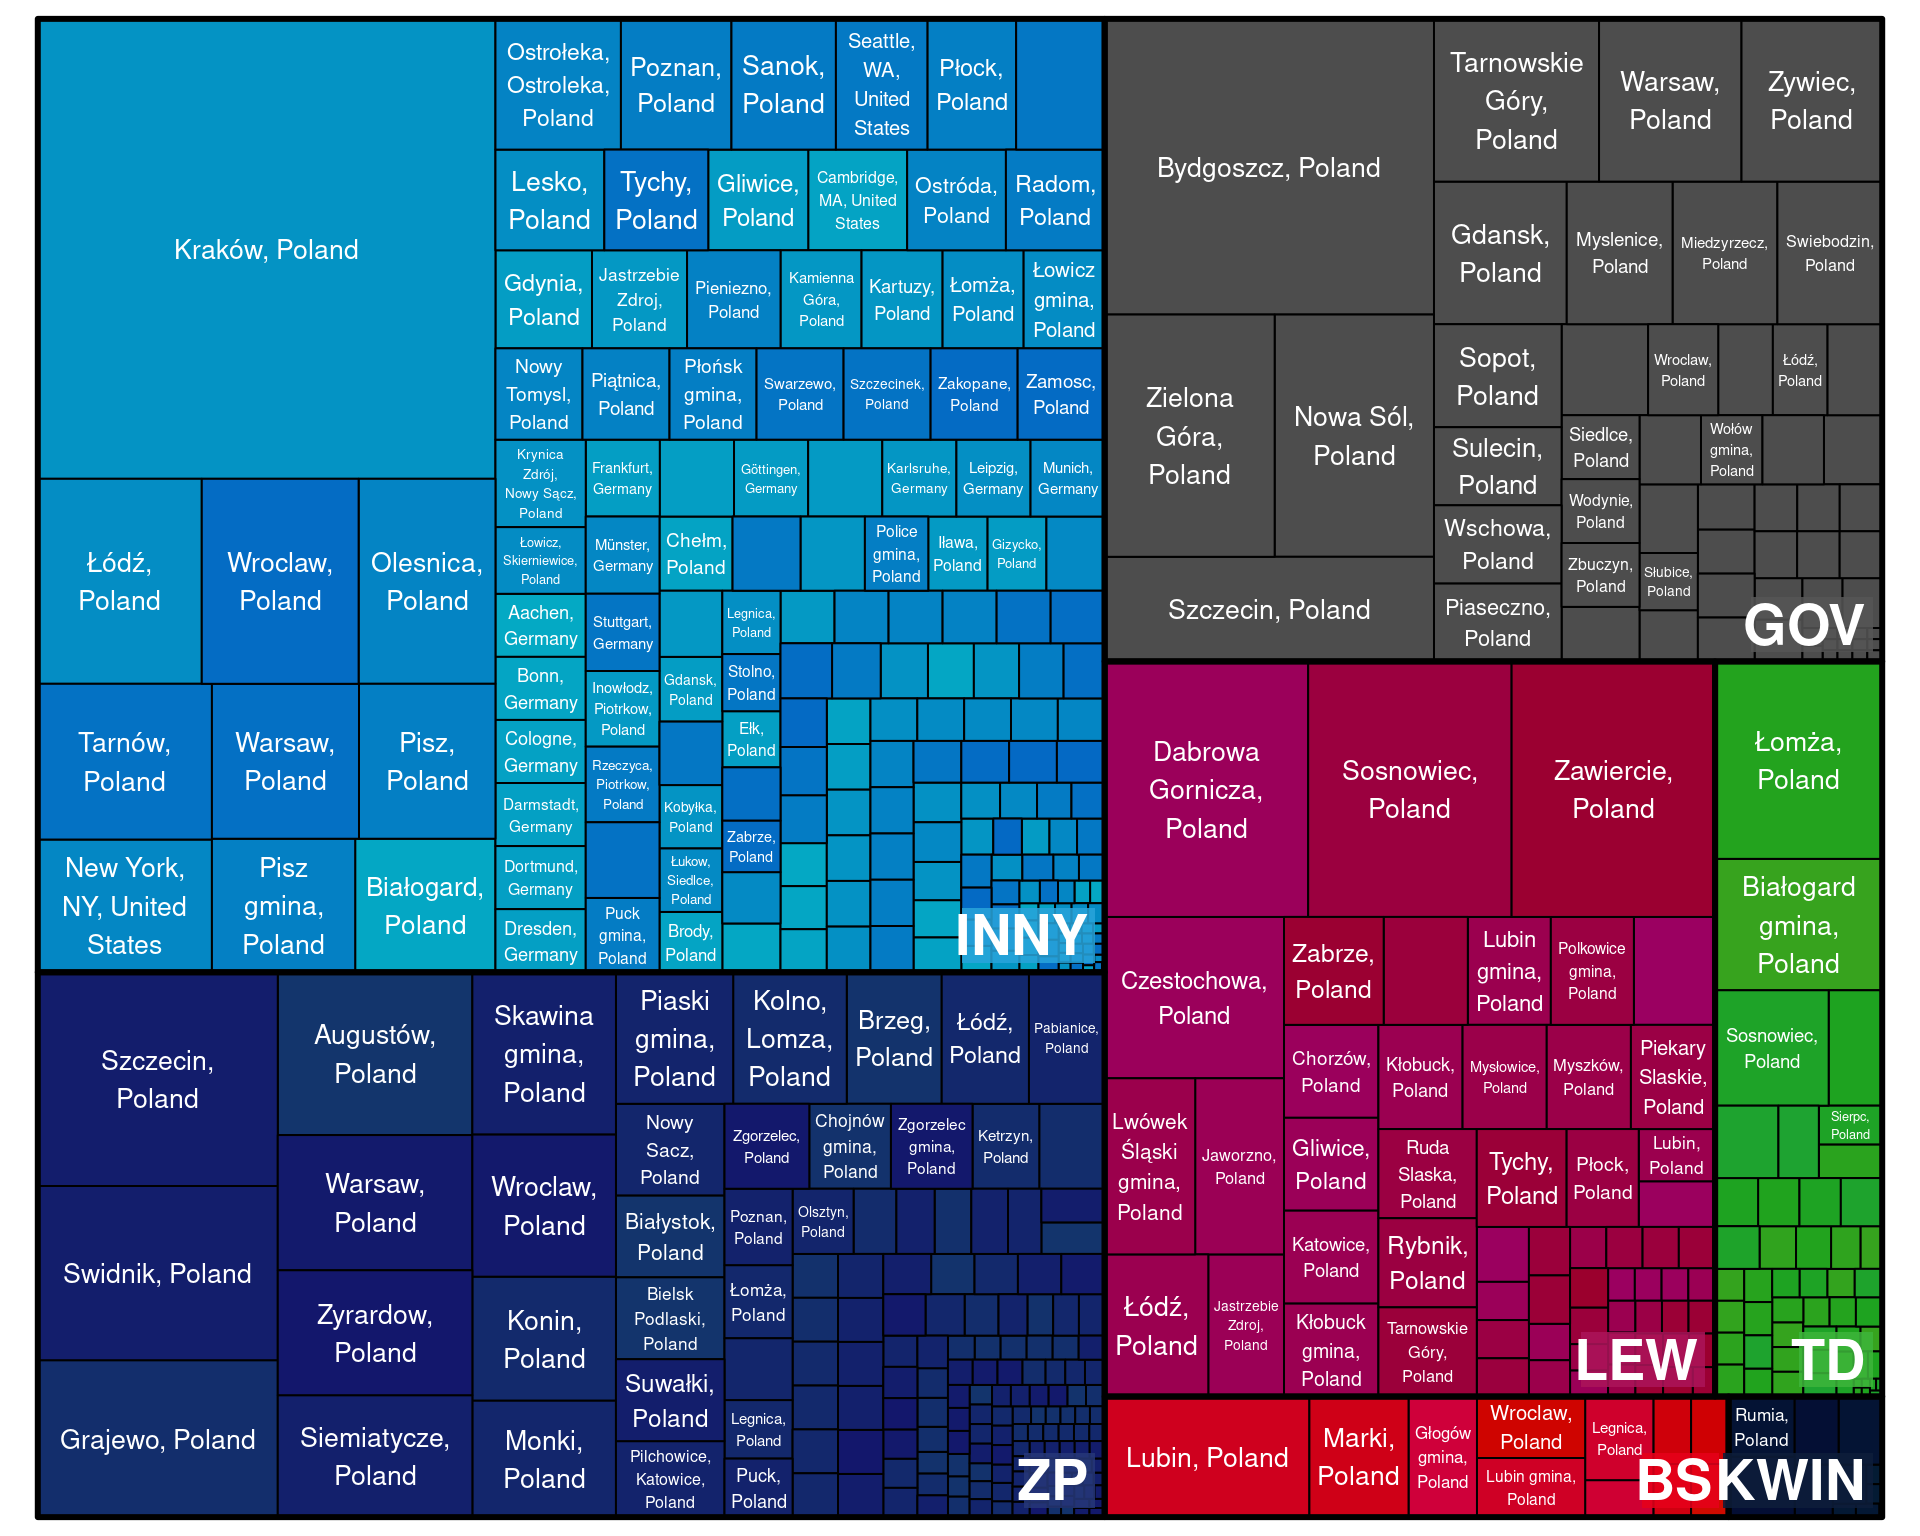 Kraków, Poland
Łódź,
Poland
Wroclaw,
Poland
Olesnica,
Poland
Tarnów,
Poland
Warsaw,
Poland
Pisz,
Poland
New York,
NY, United
States
Pisz
gmina,
Poland
Białogard,
Poland
Ostrołeka,
Ostroleka,
Poland
Poznan,
Poland
Sanok,
Poland
Seattle,
WA,
United
States
Płock,
Poland
Lesko,
Poland
Tychy,
Poland
Gliwice,
Poland
Cambridge,
MA, United
States
Ostróda,
Poland
Radom,
Poland
Gdynia,
Poland
Jastrzebie
Zdroj,
Poland
Pieniezno,
Poland
Kamienna
Góra,
Poland
Kartuzy,
Poland
Łomża,
Poland
Łowicz
gmina,
Poland
Nowy
Tomysl,
Poland
Piątnica,
Poland
Płońsk
gmina,
Poland
Swarzewo,
Poland
Szczecinek,
Poland
Zakopane,
Poland
Zamosc,
Poland
Krynica
Zdrój,
Nowy Sącz,
Poland
Frankfurt,
Germany
Göttingen,
Germany
Karlsruhe,
Germany
Leipzig,
Germany
Munich,
Germany
Łowicz,
Skierniewice,
Poland
Münster,
Germany
Chełm,
Poland
Police
gmina,
Poland
Iława,
Poland
Gizycko,
Poland
Aachen,
Germany
Stuttgart,
Germany
Legnica,
Poland
Bonn,
Germany
Inowłodz,
Piotrkow,
Poland
Gdansk,
Poland
Stolno,
Poland
Cologne,
Germany
Ełk,
Poland
Rzeczyca,
Piotrkow,
Poland
Darmstadt,
Germany
Kobyłka,
Poland
Zabrze,
Poland
Dortmund,
Germany
Łukow,
Siedlce,
Poland
Dresden,
Germany
Puck
gmina,
Poland
Brody,
Poland
INNY
Bydgoszcz, Poland
Zielona
Góra,
Poland
Nowa Sól,
Poland
Szczecin, Poland
Tarnowskie
Góry,
Poland
Warsaw,
Poland
Zywiec,
Poland
Gdansk,
Poland
Myslenice,
Poland
Miedzyrzecz,
Poland
Swiebodzin,
Poland
Sopot,
Poland
Wroclaw,
Poland
Łódź,
Poland
Sulecin,
Poland
Siedlce,
Poland
Wołów
gmina,
Poland
Wschowa,
Poland
Wodynie,
Poland
Zbuczyn,
Poland
Słubice,
Poland
Piaseczno,
Poland
GOV
Szczecin,
Poland
Swidnik, Poland
Grajewo, Poland
Augustów,
Poland
Warsaw,
Poland
Zyrardow,
Poland
Siemiatycze,
Poland
Skawina
gmina,
Poland
Wroclaw,
Poland
Konin,
Poland
Monki,
Poland
Piaski
gmina,
Poland
Kolno,
Lomza,
Poland
Brzeg,
Poland
Łódź,
Poland
Pabianice,
Poland
Nowy
Sacz,
Poland
Zgorzelec,
Poland
Chojnów
gmina,
Poland
Zgorzelec
gmina,
Poland
Ketrzyn,
Poland
Białystok,
Poland
Poznan,
Poland
Olsztyn,
Poland
Bielsk
Podlaski,
Poland
Łomża,
Poland
Suwałki,
Poland
Legnica,
Poland
Pilchowice,
Katowice,
Poland
Puck,
Poland
ZP
Dabrowa
Gornicza,
Poland
Sosnowiec,
Poland
Zawiercie,
Poland
Czestochowa,
Poland
Zabrze,
Poland
Lubin
gmina,
Poland
Polkowice
gmina,
Poland
Chorzów,
Poland
Kłobuck,
Poland
Mysłowice,
Poland
Myszków,
Poland
Piekary
Slaskie,
Poland
Lwówek
Śląski
gmina,
Poland
Jaworzno,
Poland
Gliwice,
Poland
Ruda
Slaska,
Poland
Tychy,
Poland
Płock,
Poland
Lubin,
Poland
Katowice,
Poland
Rybnik,
Poland
Łódź,
Poland
Jastrzebie
Zdroj,
Poland
Kłobuck
gmina,
Poland
Tarnowskie
Góry,
Poland
LEW
Łomża,
Poland
Białogard
gmina,
Poland
Sosnowiec,
Poland
Sierpc,
Poland
TD
Lubin, Poland
Marki,
Poland
Głogów
gmina,
Poland
Wroclaw,
Poland
Lubin gmina,
Poland
Legnica,
Poland
BS
Rumia,
Poland
KWIN